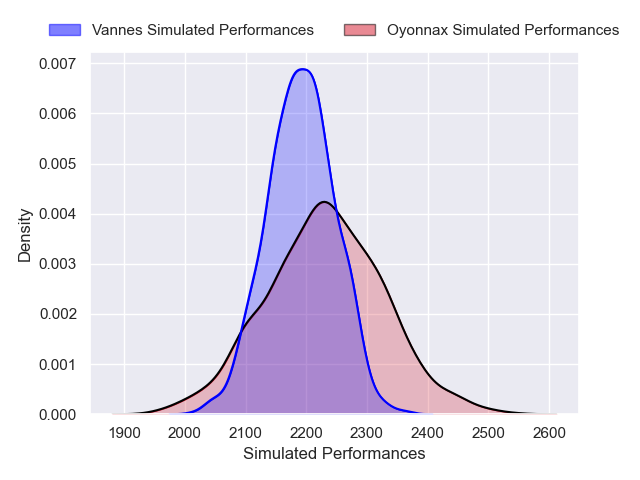 Vannes Simulated Performances
Oyonnax Simulated Performances
0.007
0.006
0.005
0.004
0.003
0.002
0.001
0.000
Density
1900 2000 2100 2200 2300 2400 2500 2600
Simulated Performances